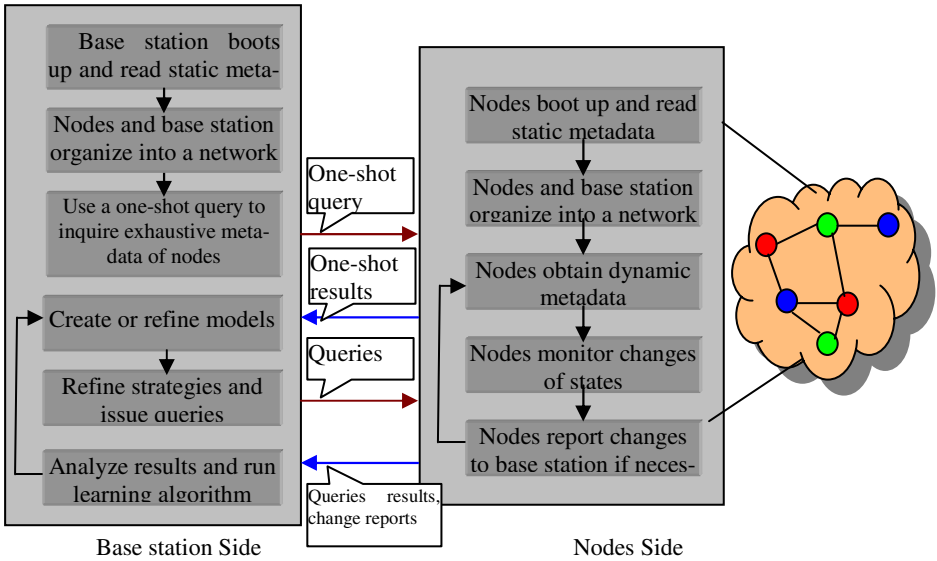 Base station boots
up and read static meta-
Nodes and base station
organize into a network
Use a one-shot query to
inquire exhaustive meta-
data of nodes
Create or refine models
Refine strategies and
issue queries
Analyze results and run
learning algorithm
Base station Side
One-shot
query
One-shot
results
Queries
Queries results,
change reports
Nodes boot up and read
static metadata
Nodes and base station
organize into a network
Nodes obtain dynamic
metadata
Nodes monitor changes
of states
Nodes report changes
to base station if neces-
Nodes Side